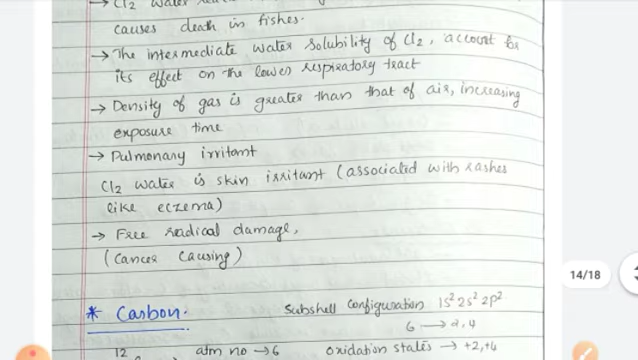 → Cl2 water
causes death in fishes.
→ The intermediate water solubility of Cl2, account for
its effect on the lower respiratory tract
→ Density of gas is greater than that of air, increasing
exposure time
→ Pulmonary irritant
Cl2 water is skin irritant (associated with rashes
like eczema)
→ Free radical damage,
(Cancer Causing)
14/18
* Carbon.
Subshell Configuration 1S² 2S² 2P²
6 → 2, 4
12 atm no → 6 Oxidation states → +2, +4